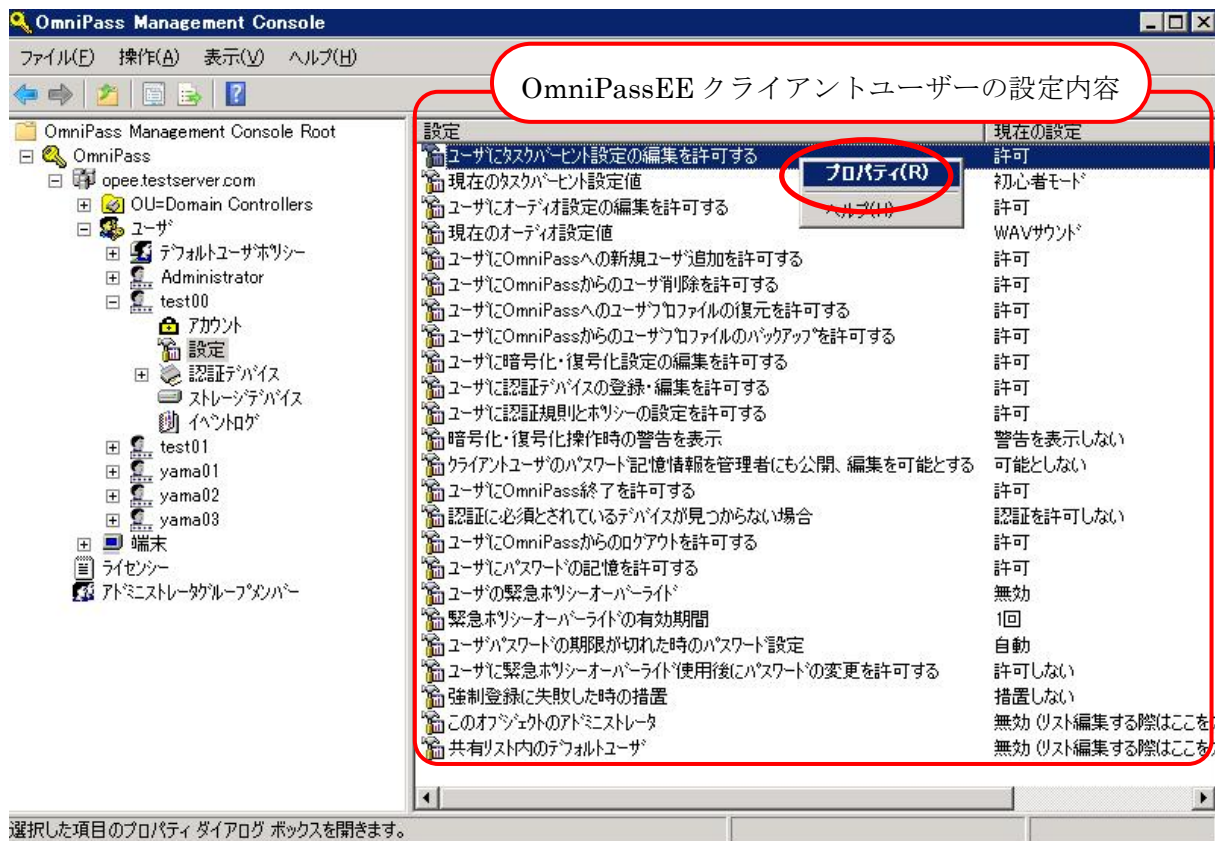 OmniPass Management Console
ファイル(F) 操作(A) 表示(V) ヘルプ(H)
OmniPassEE クライアントユーザーの設定内容
OmniPass Management Console Root
OmniPass
opee.testserver.com
OU=Domain Controllers
ユーザ
デフォルトユーザポリシー
Administrator
test00
アカウント
設定
認証デバイス
ストレージデバイス
イベントログ
test01
yama01
yama02
yama03
端末
ライセンシー
アドミニストレータグループメンバー
設定 現在の設定
ユーザにタスクバーヒント設定の編集を許可する 許可
プロパティ(R)
ヘルプ(H)
現在のタスクバーヒント設定値 初心者モード
ユーザにオーディオ設定の編集を許可する 許可
現在のオーディオ設定値 WAVサウンド
ユーザにOmniPassへの新規ユーザ追加を許可する 許可
ユーザにOmniPassからのユーザ削除を許可する 許可
ユーザにOmniPassへのユーザプロファイルの復元を許可する 許可
ユーザにOmniPassからのユーザプロファイルのバックアップを許可する 許可
ユーザに暗号化・復号化設定の編集を許可する 許可
ユーザに認証デバイスの登録・編集を許可する 許可
ユーザに認証規則とポリシーの設定を許可する 許可
暗号化・復号化操作時の警告を表示 警告を表示しない
クライアントユーザのパスワード記憶情報を管理者にも公開、編集を可能とする 可能としない
ユーザにOmniPass終了を許可する 許可
認証に必須とされているデバイスが見つからない場合 認証を許可しない
ユーザにOmniPassからのログアウトを許可する 許可
ユーザにパスワードの記憶を許可する 許可
ユーザの緊急ポリシーオーバーライド 無効
緊急ポリシーオーバーライドの有効期間 1回
ユーザパスワードの期限が切れた時のパスワード設定 自動
ユーザに緊急ポリシーオーバーライド使用後にパスワードの変更を許可する 許可しない
強制登録に失敗した時の措置 措置しない
このオブジェクトのアドミニストレータ 無効 (リスト編集する際はここを
共有リスト内のデフォルトユーザ 無効 (リスト編集する際はここを
選択した項目のプロパティ ダイアログ ボックスを開きます。